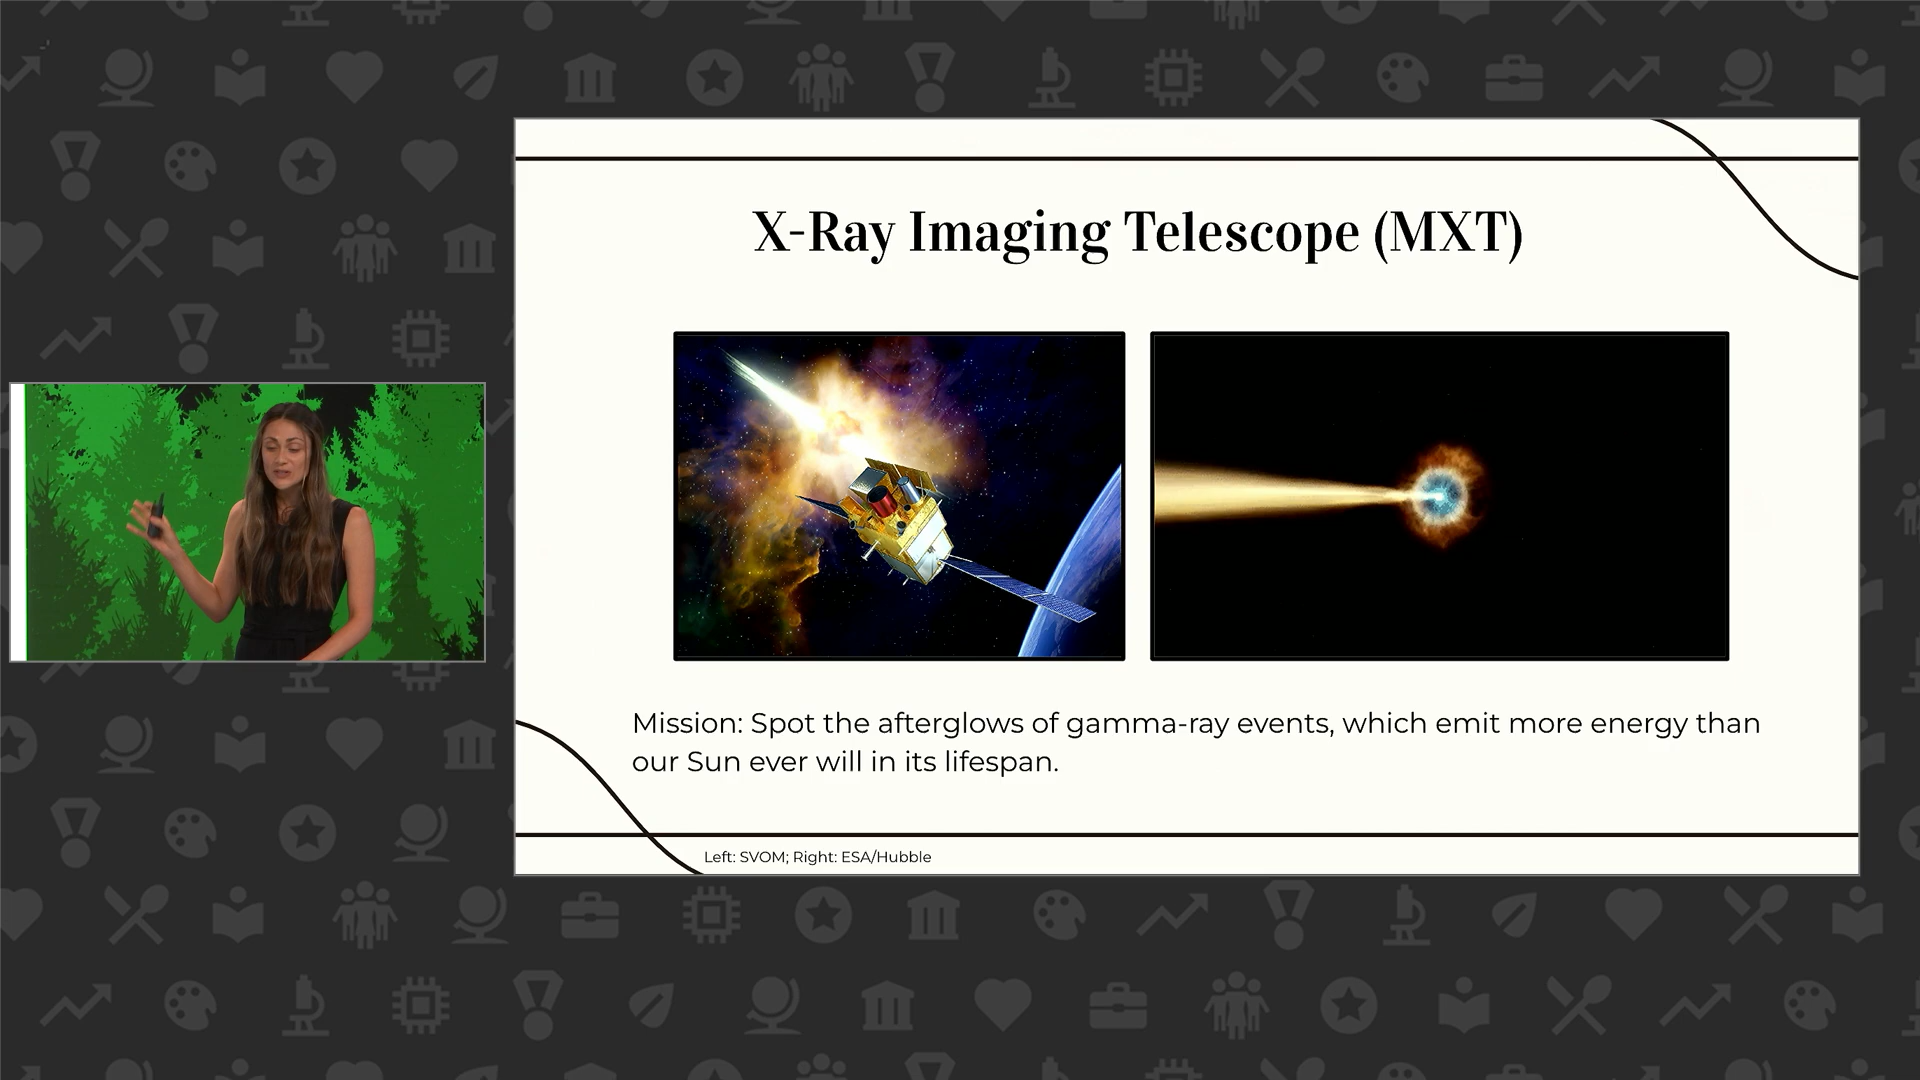 X-Ray Imaging Telescope (MXT)
Mission: Spot the afterglows of gamma-ray events, which emit more energy than
our Sun ever will in its lifespan.
Left: SVOM; Right: ESA/Hubble